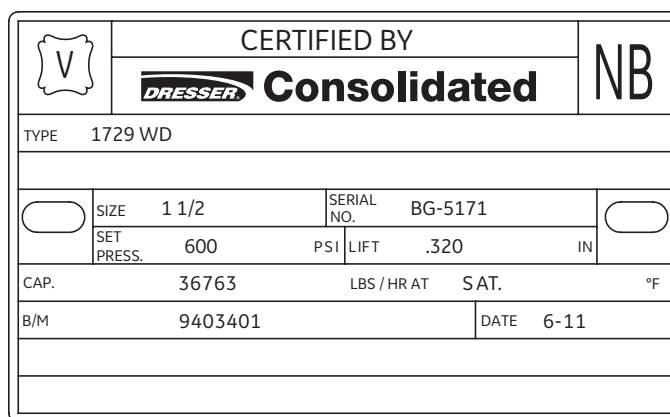 V
CERTIFIED BY
DRESSER® Consolidated
NB
TYPE 1729 WD
SIZE 1 1/2 SERIAL NO. BG-5171
SET PRESS. 600 PSI LIFT .320 IN
CAP. 36763 LBS / HR AT SAT. °F
B/M 9403401 DATE 6-11